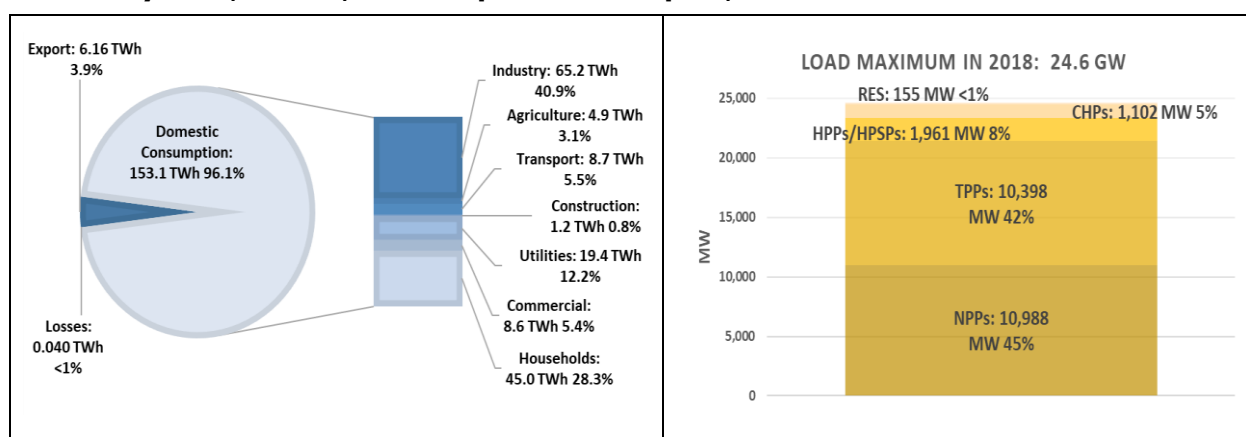 Export: 6.16 TWh
3.9%
Domestic
Consumption:
153.1 TWh 96.1%
Losses:
0.040 TWh
<1%
Industry: 65.2 TWh
40.9%
Agriculture: 4.9 TWh
3.1%
Transport: 8.7 TWh
5.5%
Construction:
1.2 TWh 0.8%
Utilities: 19.4 TWh
12.2%
Commercial:
8.6 TWh 5.4%
Households:
45.0 TWh 28.3%
LOAD MAXIMUM IN 2018: 24.6 GW
MW
25,000
20,000
15,000
10,000
5,000
0
RES: 155 MW <1%
CHPs: 1,102 MW 5%
HPPs/HPSPs: 1,961 MW 8%
TPPs: 10,398
MW 42%
NPPs: 10,988
MW 45%